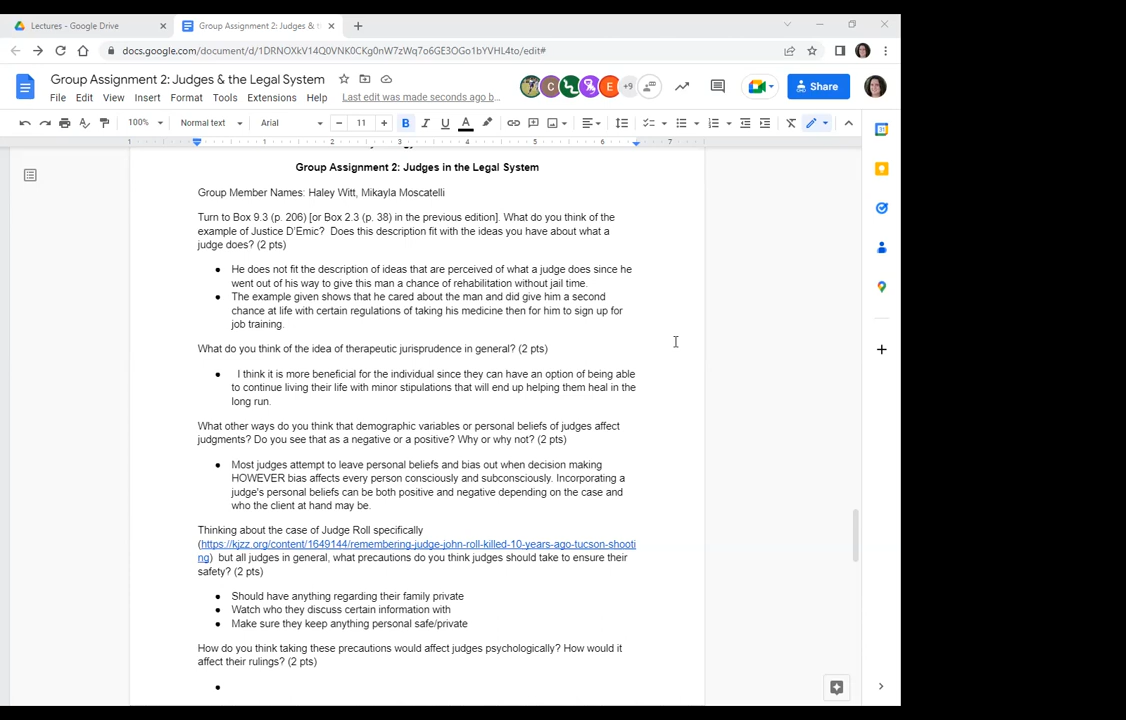 Lectures - Google Drive
Group Assignment 2: Judges & t
docs.google.com/document/d/1DRNOXkV14Q0VNK0CKg0nW7zWq7o6GE3OGo1bYVHL4to/edit#
Group Assignment 2: Judges & the Legal System
C
E
+9
Share
File Edit View Insert Format Tools Extensions Help Last edit was made seconds ago b...
100% Normal text Arial 11 B I U A
1 1 2 3 4 5 6 7
Group Assignment 2: Judges in the Legal System
Group Member Names: Haley Witt, Mikayla Moscatelli
Turn to Box 9.3 (p. 206) [or Box 2.3 (p. 38) in the previous edition]. What do you think of the
example of Justice D'Emic? Does this description fit with the ideas you have about what a
judge does? (2 pts)
● He does not fit the description of ideas that are perceived of what a judge does since he
went out of his way to give this man a chance of rehabilitation without jail time.
● The example given shows that he cared about the man and did give him a second
chance at life with certain regulations of taking his medicine then for him to sign up for
job training.
What do you think of the idea of therapeutic jurisprudence in general? (2 pts)
● I think it is more beneficial for the individual since they can have an option of being able
to continue living their life with minor stipulations that will end up helping them heal in the
long run.
What other ways do you think that demographic variables or personal beliefs of judges affect
judgments? Do you see that as a negative or a positive? Why or why not? (2 pts)
● Most judges attempt to leave personal beliefs and bias out when decision making
HOWEVER bias affects every person consciously and subconsciously. Incorporating a
judge's personal beliefs can be both positive and negative depending on the case and
who the client at hand may be.
Thinking about the case of Judge Roll specifically
(https://kjzz.org/content/1649144/remembering-judge-john-roll-killed-10-years-ago-tucson-shooti
ng) but all judges in general, what precautions do you think judges should take to ensure their
safety? (2 pts)
● Should have anything regarding their family private
● Watch who they discuss certain information with
● Make sure they keep anything personal safe/private
How do you think taking these precautions would affect judges psychologically? How would it
affect their rulings? (2 pts)
●